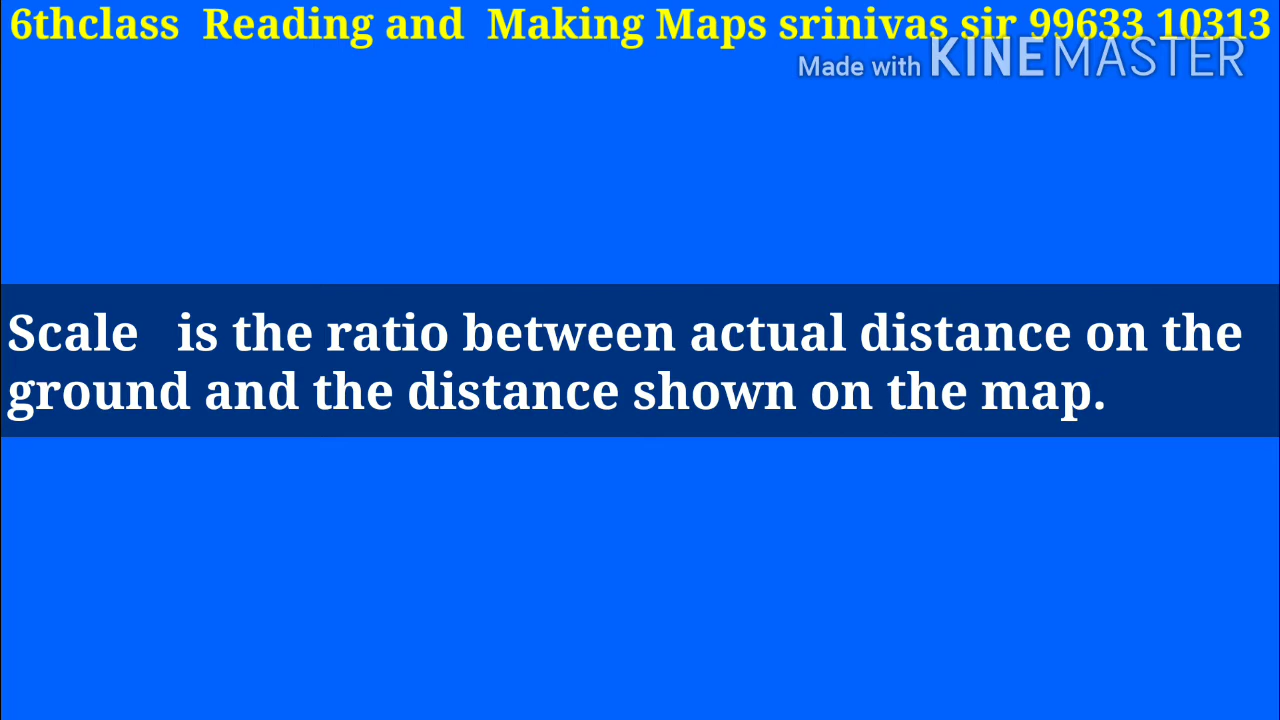 6thclass Reading and Making Maps srinivas sir 99633 10313
Made with KINEMASTER
Scale is the ratio between actual distance on the
ground and the distance shown on the map.